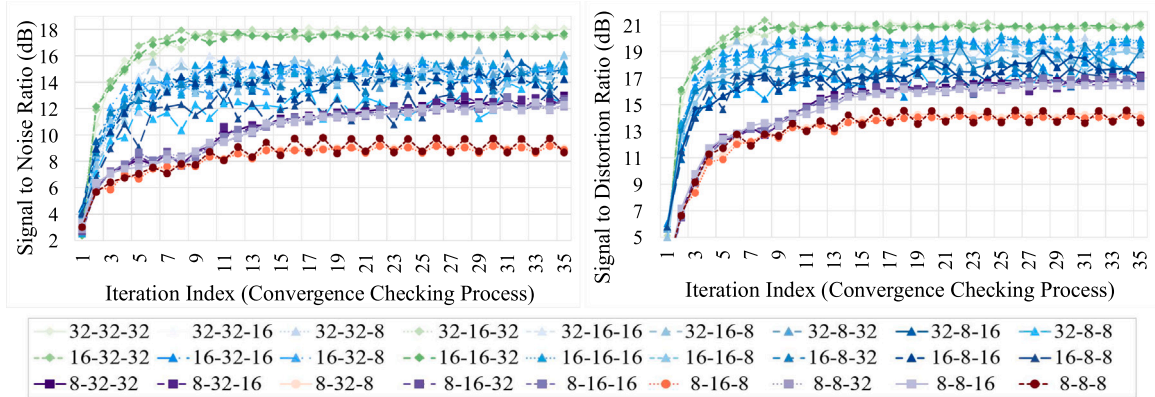 Signal to Noise Ratio (dB)
18
16
14
12
10
8
6
4
2
1 3 5 7 9 11 13 15 17 19 21 23 25 27 29 31 33 35
Iteration Index (Convergence Checking Process)
Signal to Distortion Ratio (dB)
21
19
17
15
13
11
9
7
5
1 3 5 7 9 11 13 15 17 19 21 23 25 27 29 31 33 35
Iteration Index (Convergence Checking Process)
32-32-32 32-32-16 32-32-8 32-16-32 32-16-16 32-16-8 32-8-32 32-8-16 32-8-8
16-32-32 16-32-16 16-32-8 16-16-32 16-16-16 16-16-8 16-8-32 16-8-16 16-8-8
8-32-32 8-32-16 8-32-8 8-16-32 8-16-16 8-16-8 8-8-32 8-8-16 8-8-8